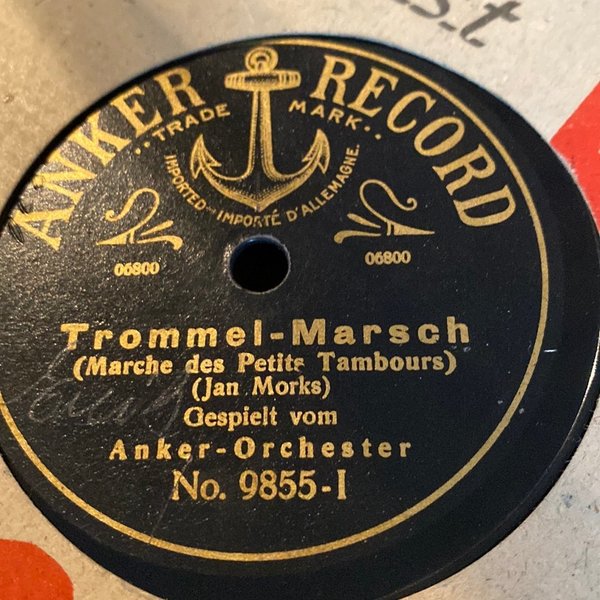 ANKER RECORD
..TRADE MARK..
IMPORTED-IMPORTÉ D'ALLEMAGNE.
06800 06800
Trommel-Marsch
(Marche des Petits Tambours)
(Jan Morks)
Gespielt vom
Anker-Orchester
No. 9855-I